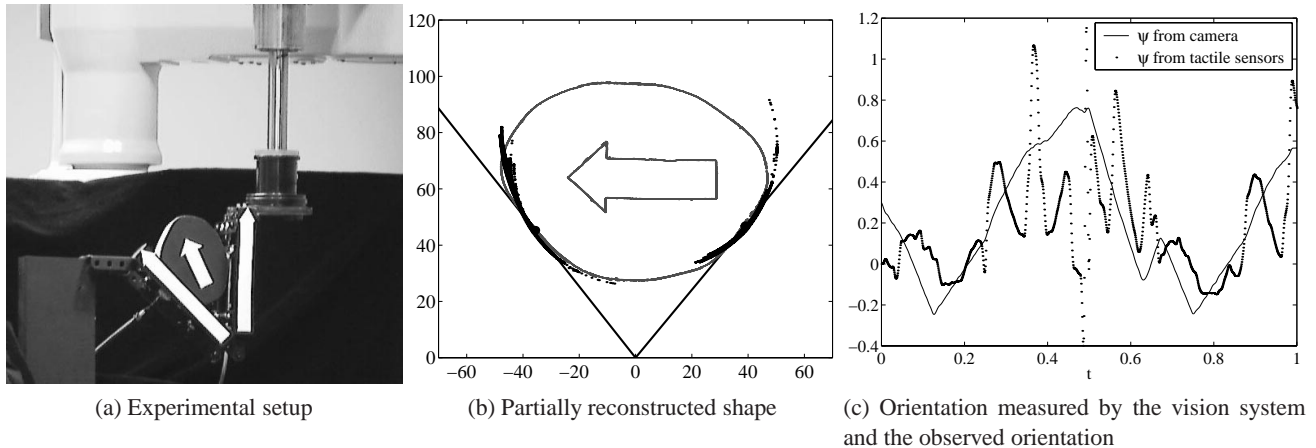 120
100
80
60
40
20
0
−60 −40 −20 0 20 40 60
1.2
1
0.8
0.6
0.4
0.2
0
−0.2
−0.4
0 0.2 0.4 0.6 0.8 1
t
ψ from camera
ψ from tactile sensors
(a) Experimental setup
(b) Partially reconstructed shape
(c) Orientation measured by the vision system
and the observed orientation